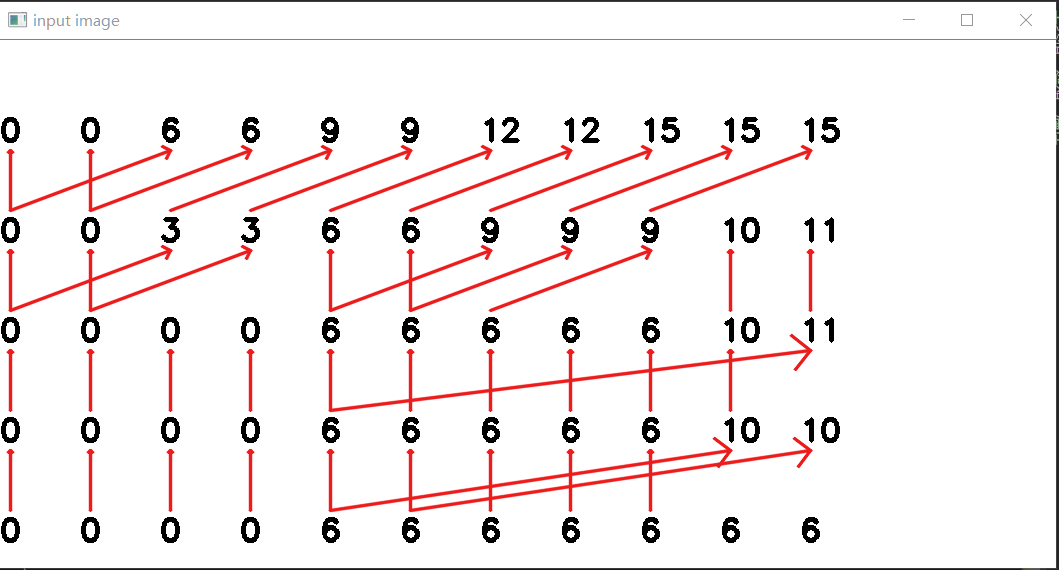 input image
0 0 6 6 9 9 12 12 15 15 15
0 0 3 3 6 6 9 9 9 10 11
0 0 0 0 6 6 6 6 6 10 11
0 0 0 0 6 6 6 6 6 10 10
0 0 0 0 6 6 6 6 6 6 6